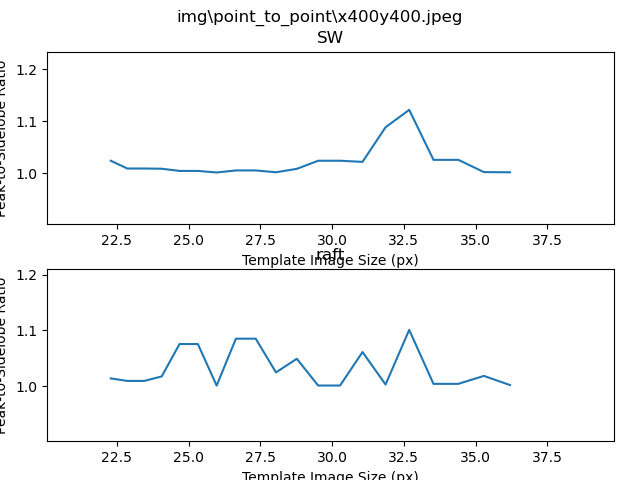 img\point_to_point\x400y400.jpeg
SW
1.2
1.1
1.0
Peak-to-Sidelobe Ratio
22.5 25.0 27.5 30.0 32.5 35.0 37.5
Template Image Size (px)
raft
1.2
1.1
1.0
Peak-to-Sidelobe Ratio
22.5 25.0 27.5 30.0 32.5 35.0 37.5
Template Image Size (px)